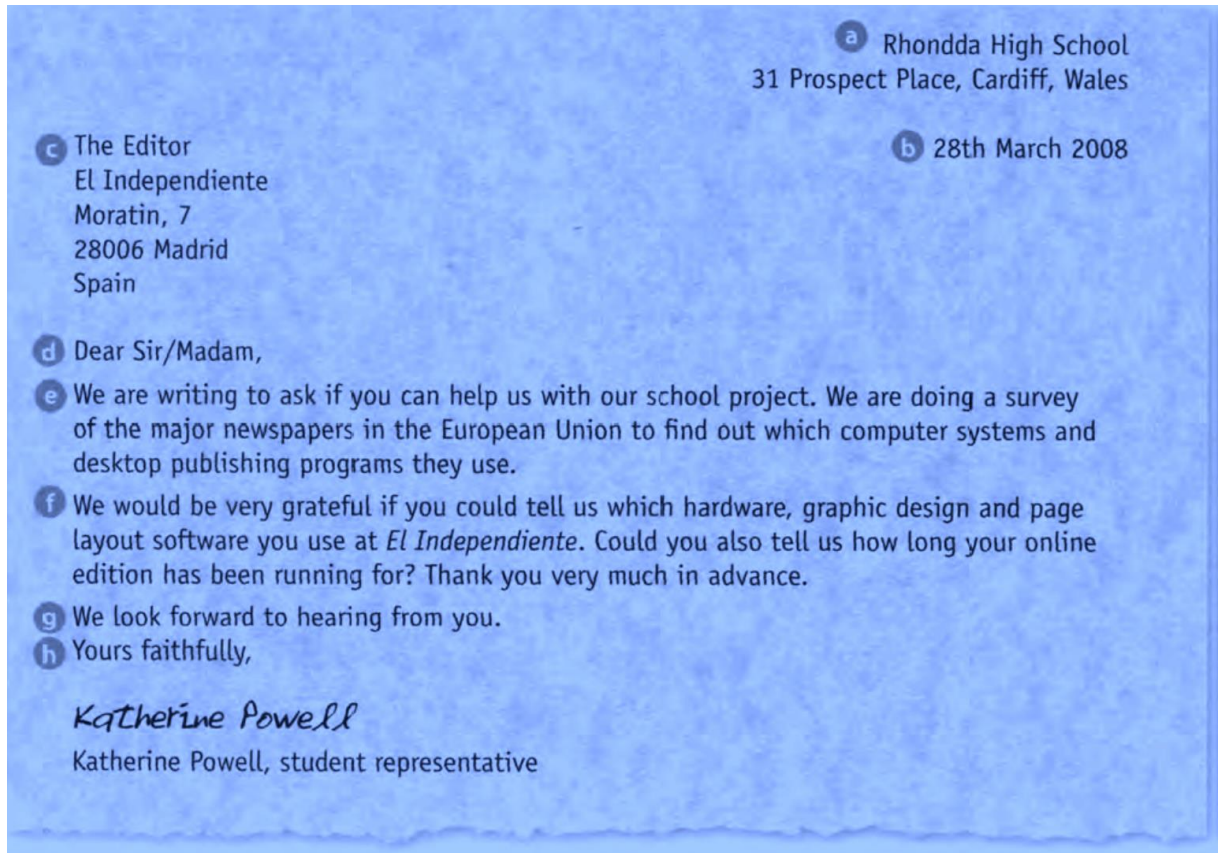 a Rhondda High School
31 Prospect Place, Cardiff, Wales
b 28th March 2008
c The Editor
El Independiente
Moratin, 7
28006 Madrid
Spain
d Dear Sir/Madam,
e We are writing to ask if you can help us with our school project. We are doing a survey
of the major newspapers in the European Union to find out which computer systems and
desktop publishing programs they use.
f We would be very grateful if you could tell us which hardware, graphic design and page
layout software you use at El Independiente. Could you also tell us how long your online
edition has been running for? Thank you very much in advance.
g We look forward to hearing from you.
h Yours faithfully,
Katherine Powell
Katherine Powell, student representative